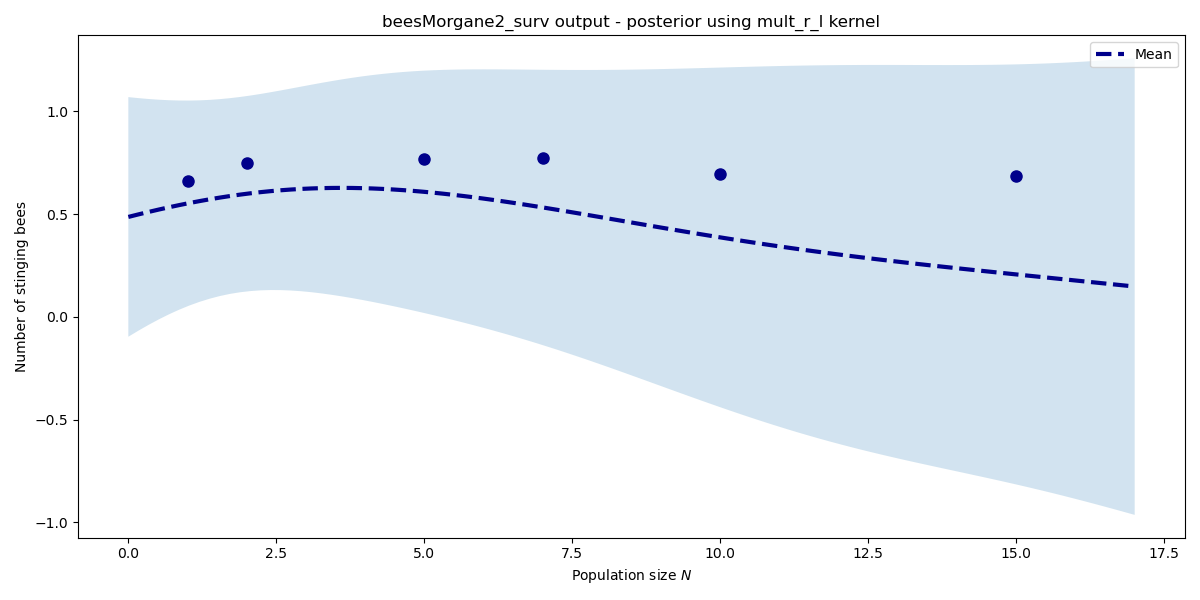 beesMorgane2_surv output - posterior using mult_r_l kernel
Mean
1.0
0.5
0.0
−0.5
−1.0
Number of stinging bees
0.0 2.5 5.0 7.5 10.0 12.5 15.0 17.5
Population size N